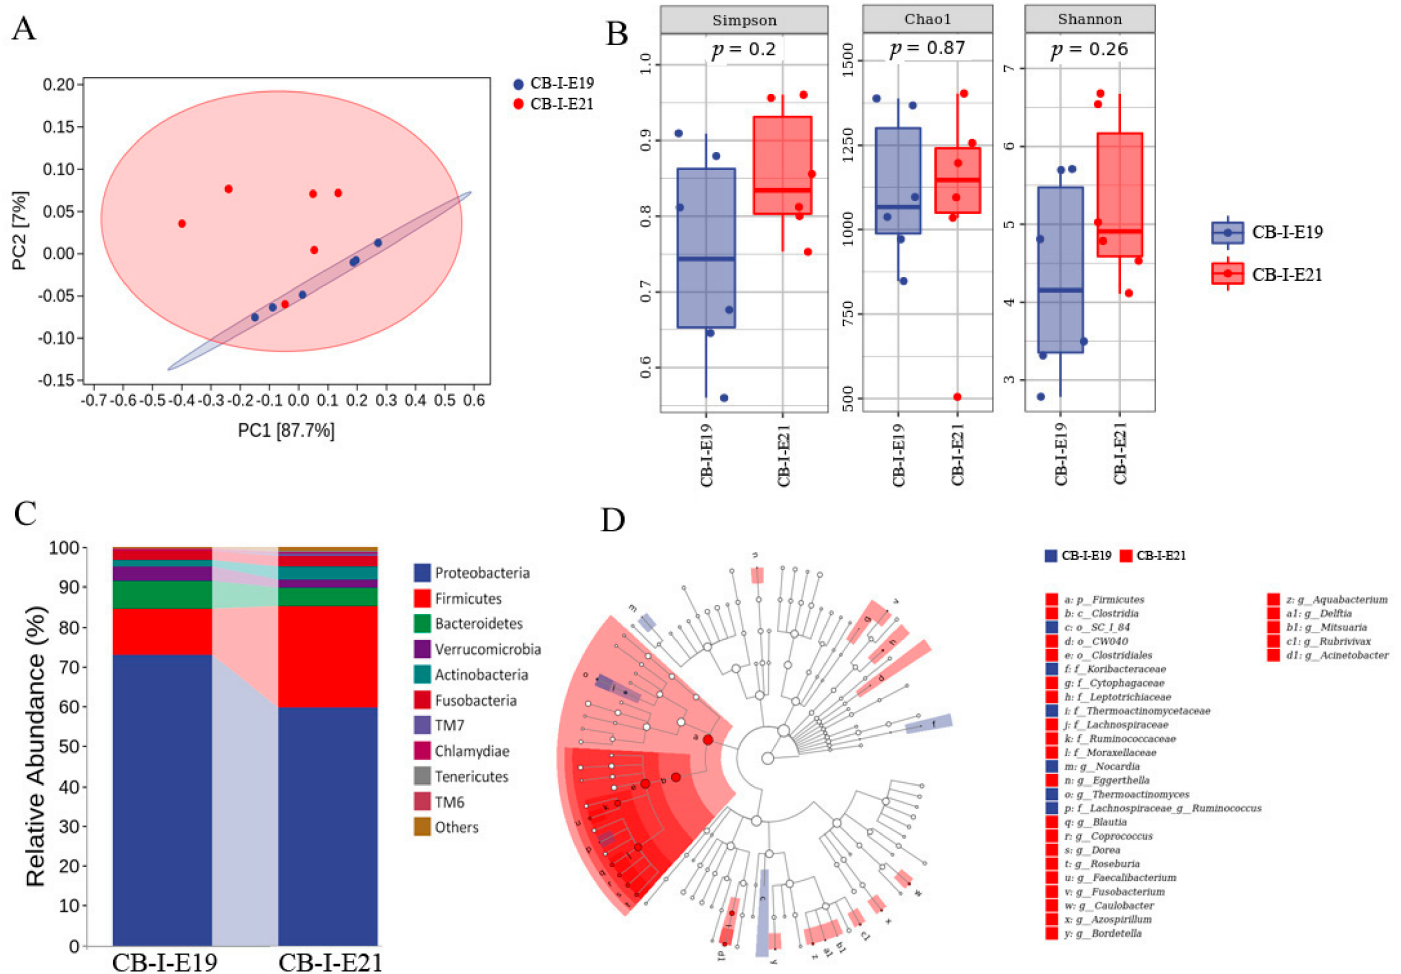 A
CB-I-E19
CB-I-E21
PC2 [7%]
0.20
0.15
0.10
0.05
0.00
-0.05
-0.10
-0.15
-0.7 -0.6 -0.5 -0.4 -0.3 -0.2 -0.1 0.0 0.1 0.2 0.3 0.4 0.5 0.6
PC1 [87.7%]
B
Simpson
Chao1
Shannon
p = 0.2
p = 0.87
p = 0.26
1.0
0.9
0.8
0.7
0.6
1500
1250
1000
750
500
7
6
5
4
3
CB-I-E19
CB-I-E21
CB-I-E19
CB-I-E21
CB-I-E19
CB-I-E21
CB-I-E19
CB-I-E21
C
Relative Abundance (%)
100
90
80
70
60
50
40
30
20
10
0
CB-I-E19
CB-I-E21
Proteobacteria
Firmicutes
Bacteroidetes
Verrucomicrobia
Actinobacteria
Fusobacteria
TM7
Chlamydiae
Tenericutes
TM6
Others
D
CB-I-E19
CB-I-E21
n
m
o
a
f
w
x
c1
b1
a1
z
y
c
d1
a: p__Firmicutes
b: c__Clostridia
c: o__SC_I_84
d: o__CW040
e: o__Clostridiales
f: f__Koribacteraceae
g: f__Cytophagaceae
h: f__Leptotrichiaceae
i: f__Thermoactinomycetaceae
j: f__Lachnospiraceae
k: f__Ruminococcaceae
l: f__Moraxellaceae
m: g__Nocardia
n: g__Eggerthella
o: g__Thermoactinomyces
p: f__Lachnospiraceae_g__Ruminococcus
q: g__Blautia
r: g__Coprococcus
s: g__Dorea
t: g__Roseburia
u: g__Faecalibacterium
v: g__Fusobacterium
w: g__Caulobacter
x: g__Azospirillum
y: g__Bordetella
z: g__Aquabacterium
a1: g__Delftia
b1: g__Mitsuaria
c1: g__Rubrivivax
d1: g__Acinetobacter